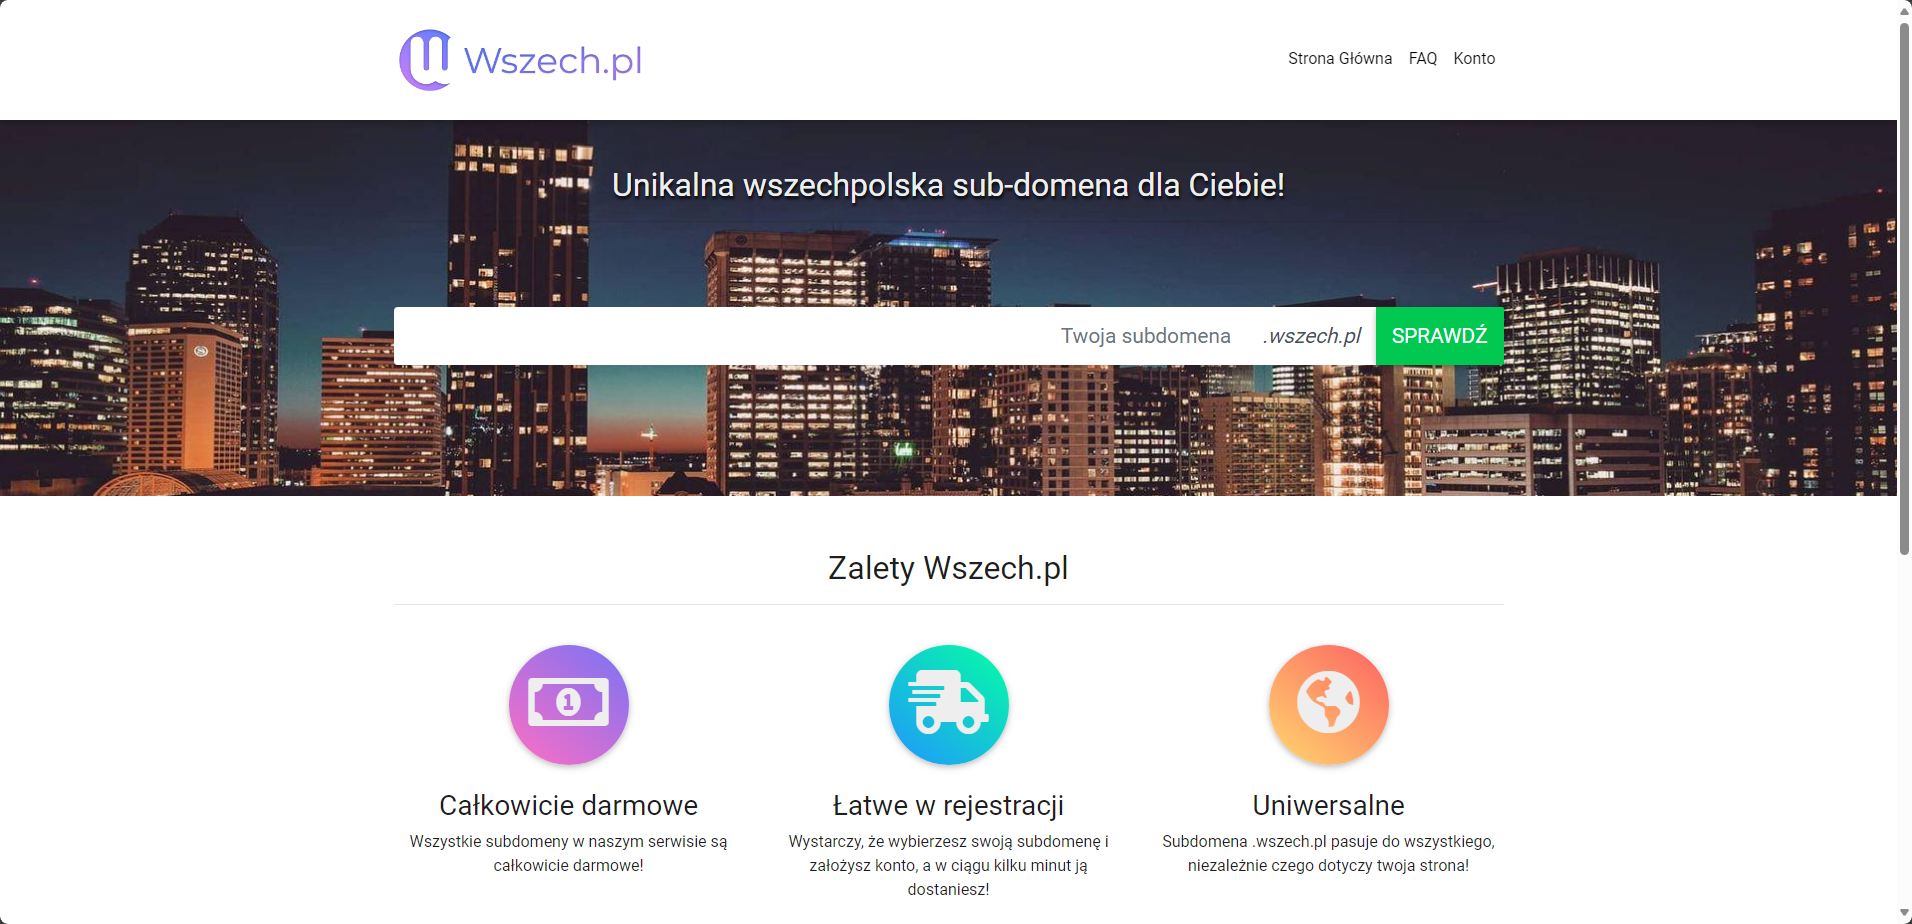 Wszech.pl
Strona Główna FAQ Konto
Unikalna wszechpolska sub-domena dla Ciebie!
Twoja subdomena .wszech.pl SPRAWDŹ
Zalety Wszech.pl
1
Całkowicie darmowe
Wszystkie subdomeny w naszym serwisie są
całkowicie darmowe!
Łatwe w rejestracji
Wystarczy, że wybierzesz swoją subdomenę i
założysz konto, a w ciągu kilku minut ją
dostaniesz!
Uniwersalne
Subdomena .wszech.pl pasuje do wszystkiego,
niezależnie czego dotyczy twoja strona!